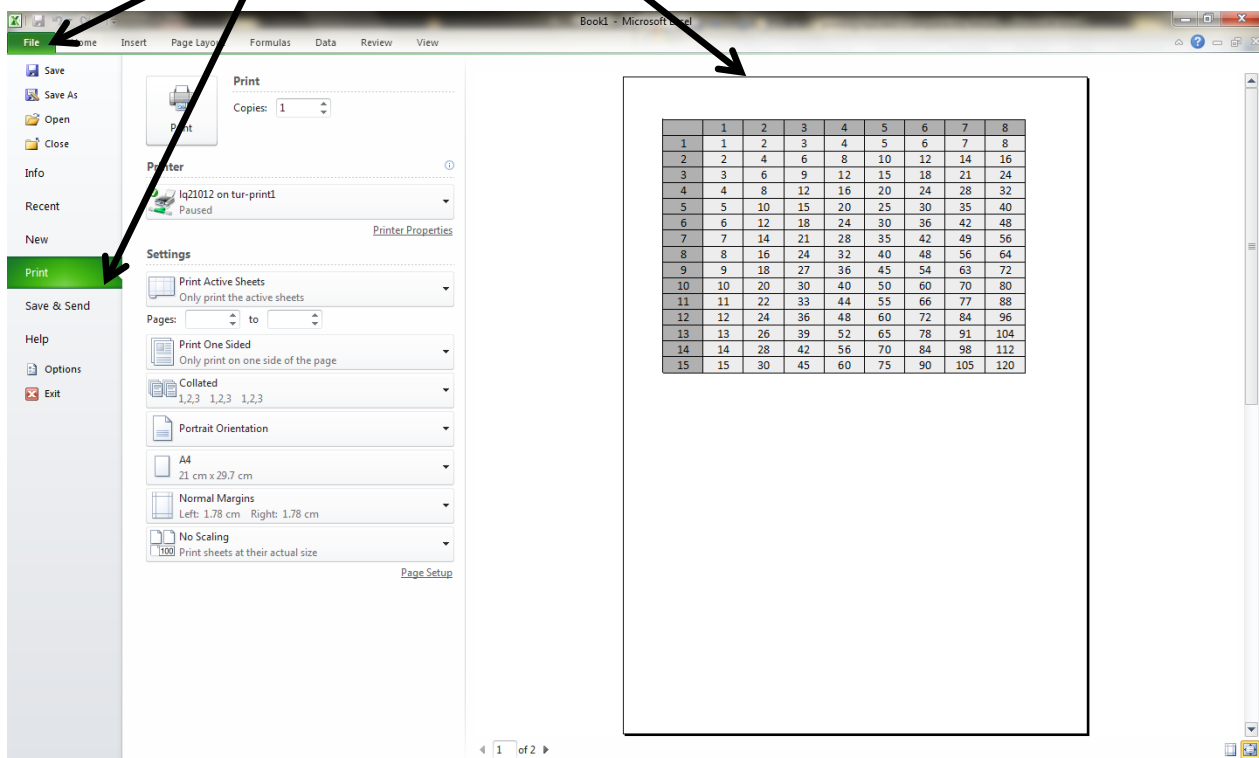 Book1 - Microsoft Excel
File Home Insert Page Layout Formulas Data Review View
Save
Save As
Open
Close
Info
Recent
New
Print
Save & Send
Help
Options
Exit
Print
Print
Copies: 1
Printer
lq21012 on tur-print1
Paused
Printer Properties
Settings
Print Active Sheets
Only print the active sheets
Pages: to
Print One Sided
Only print on one side of the page
Collated
1,2,3 1,2,3 1,2,3
Portrait Orientation
A4
21 cm x 29.7 cm
Normal Margins
Left: 1.78 cm Right: 1.78 cm
No Scaling
100 Print sheets at their actual size
Page Setup
1 2 3 4 5 6 7 8
1 1 2 3 4 5 6 7 8
2 2 4 6 8 10 12 14 16
3 3 6 9 12 15 18 21 24
4 4 8 12 16 20 24 28 32
5 5 10 15 20 25 30 35 40
6 6 12 18 24 30 36 42 48
7 7 14 21 28 35 42 49 56
8 8 16 24 32 40 48 56 64
9 9 18 27 36 45 54 63 72
10 10 20 30 40 50 60 70 80
11 11 22 33 44 55 66 77 88
12 12 24 36 48 60 72 84 96
13 13 26 39 52 65 78 91 104
14 14 28 42 56 70 84 98 112
15 15 30 45 60 75 90 105 120
1 of 2